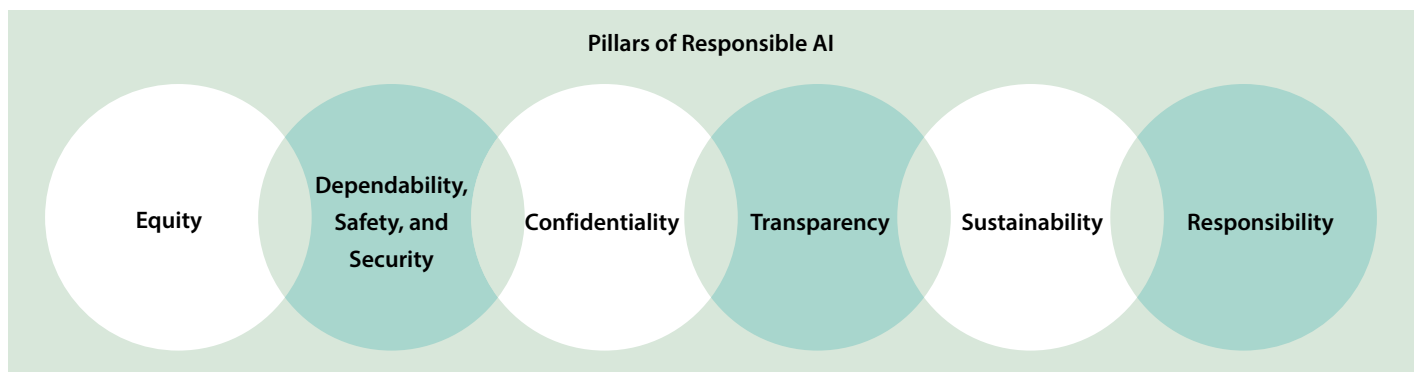 Pillars of Responsible AI
Equity
Dependability,
Safety, and
Security
Confidentiality
Transparency
Sustainability
Responsibility